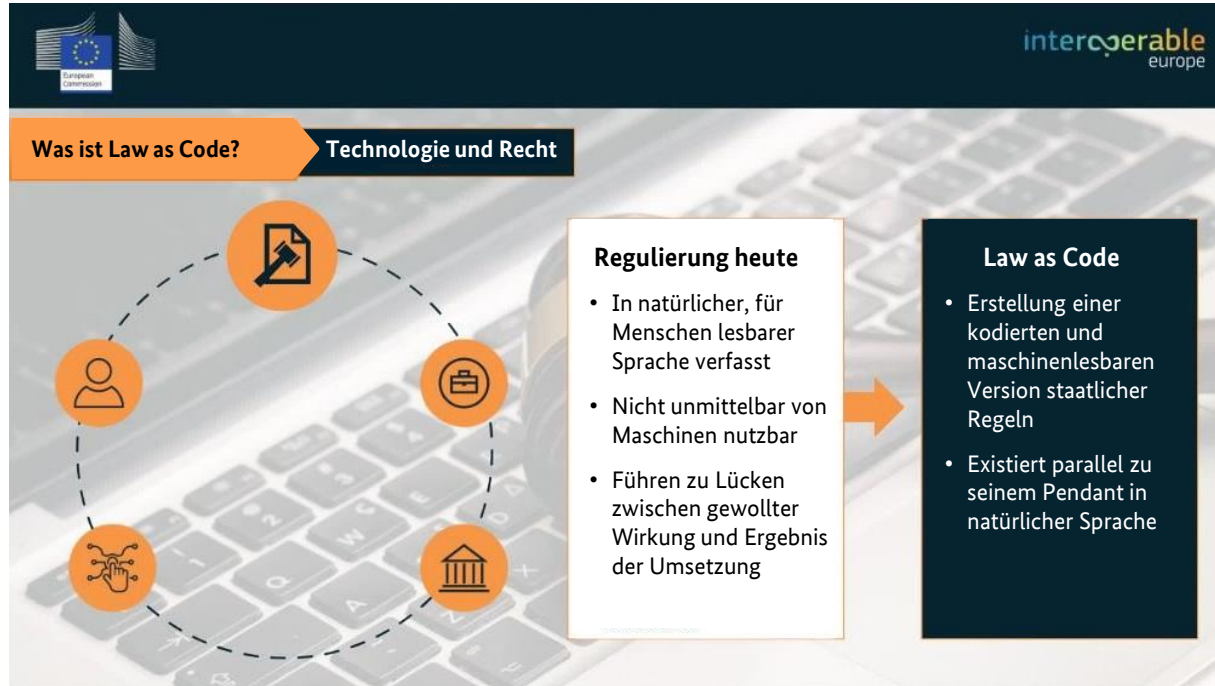 European
Commission
interoperable
europe
Was ist Law as Code?
Technologie und Recht
Regulierung heute
• In natürlicher, für
Menschen lesbarer
Sprache verfasst
• Nicht unmittelbar von
Maschinen nutzbar
• Führen zu Lücken
zwischen gewollter
Wirkung und Ergebnis
der Umsetzung
Law as Code
• Erstellung einer
kodierten und
maschinenlesbaren
Version staatlicher
Regeln
• Existiert parallel zu
seinem Pendant in
natürlicher Sprache